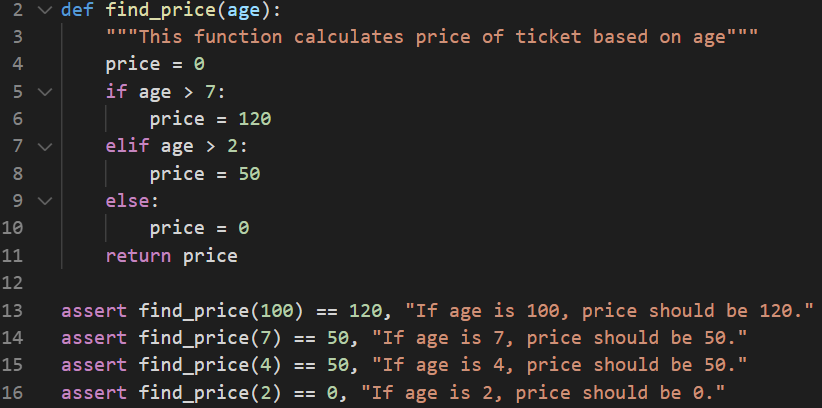 2 def find_price(age):
3 """This function calculates price of ticket based on age"""
4 price = 0
5 if age > 7:
6 price = 120
7 elif age > 2:
8 price = 50
9 else:
10 price = 0
11 return price
12
13 assert find_price(100) == 120, "If age is 100, price should be 120."
14 assert find_price(7) == 50, "If age is 7, price should be 50."
15 assert find_price(4) == 50, "If age is 4, price should be 50."
16 assert find_price(2) == 0, "If age is 2, price should be 0."